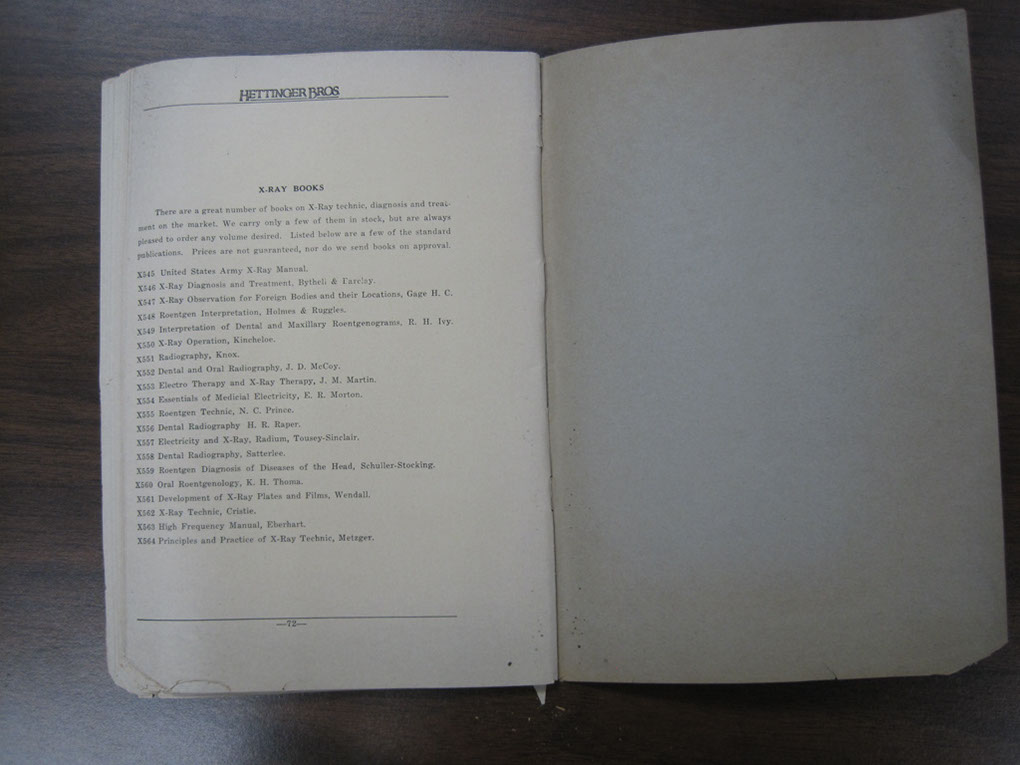 HETTINGER BROS.
X-RAY BOOKS
There are a great number of books on X-Ray technic, diagnosis and treat-
ment on the market. We carry only a few of them in stock, but are always
pleased to order any volume desired. Listed below are a few of the standard
publications. Prices are not guaranteed, nor do we send books on approval.
X545 United States Army X-Ray Manual.
X546 X-Ray Diagnosis and Treatment, & Barclay.
X547 X-Ray Observation for Foreign Bodies and their Locations, Gage H. C.
X548 Roentgen Interpretation, Holmes & Ruggles.
X549 Interpretation of Dental and Maxillary Roentgenograms, R. H. Ivy.
X550 X-Ray Operation, Kincheloe.
X551 Radiography, Knox.
X552 Dental and Oral Radiography, J. D. McCoy.
X553 Electro Therapy and X-Ray Therapy, J. M. Martin.
X554 Essentials of Medicial Electricity, E. R. Morton.
X555 Roentgen Technic, N. C. Prince.
X556 Dental Radiography H. R. Raper.
X557 Electricity and X-Ray, Radium, Tousey-Sinclair.
X558 Dental Radiography, Satterlee.
X559 Roentgen Diagnosis of Diseases of the Head, Schuller-Stocking.
X560 Oral Roentgenology, K. H. Thoma.
X561 Development of X-Ray Plates and Films, Wendall.
X562 X-Ray Technic, Cristie.
X563 High Frequency Manual, Eberhart.
X564 Principles and Practice of X-Ray Technic, Metzger.
—72—